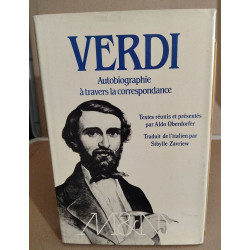 VERDI
Autobiographie
à travers la correspondance
Textes réunis et présentés
par Aldo Oberdorfer
Traduit de l'italien par
Sibylle Zavriew